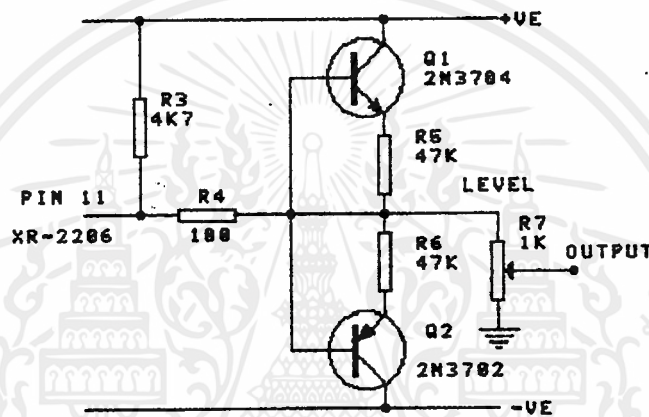 +VE
Q1
2N3704
R3
4K7
R5
47K
PIN 11
R4
LEVEL
XR-2206
100
R6
47K
R7
1K
OUTPUT
Q2
2N3702
-VE